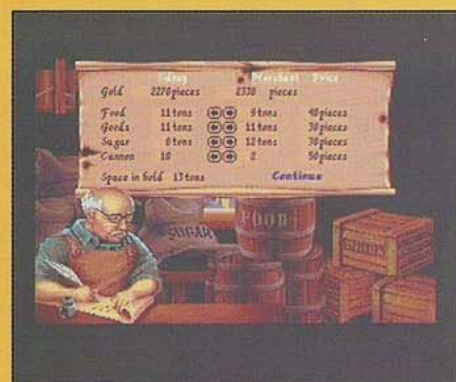 Sidney Merchant Price
Gold 2270 pieces 2330 pieces
Food 11 tons 9 tons 40 pieces
Goods 11 tons 11 tons 30 pieces
Sugar 0 tons 12 tons 30 pieces
Cannon 10 2 50 pieces
Space in hold 13 tons Continue
FOOD
SUGAR
GOODS